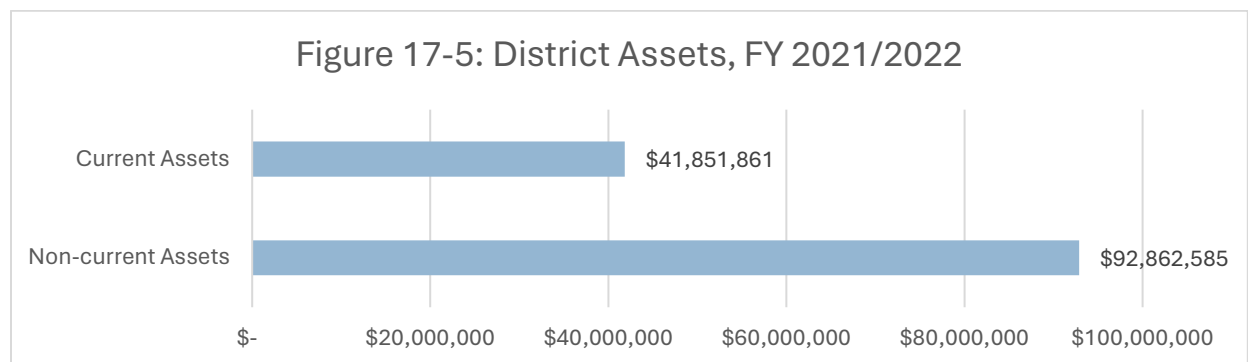 Figure 17-5: District Assets, FY 2021/2022
Current Assets
$41,851,861
Non-current Assets
$92,862,585
$- $20,000,000 $40,000,000 $60,000,000 $80,000,000 $100,000,000